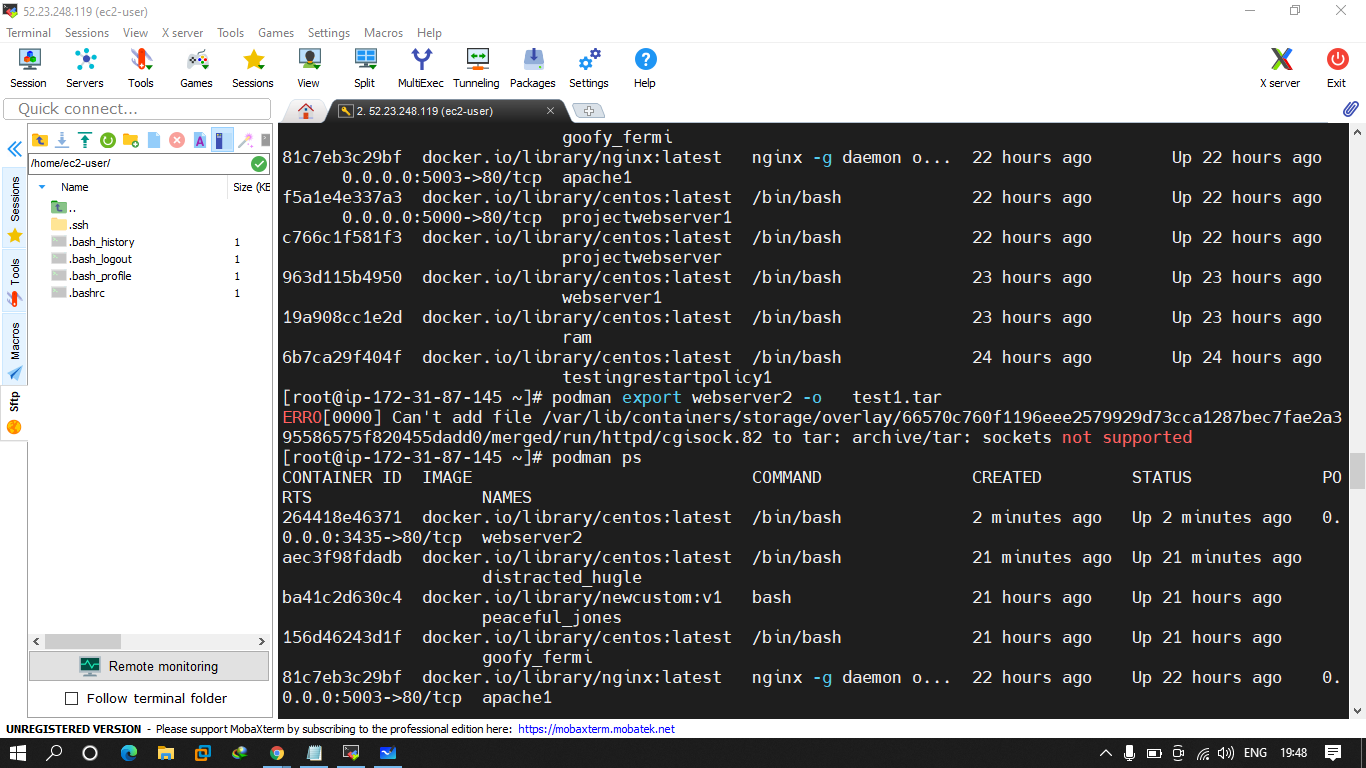 52.23.248.119 (ec2-user)
Terminal Sessions View X server Tools Games Settings Macros Help
Session Servers Tools Games Sessions View Split MultiExec Tunneling Packages Settings Help X server Exit
Quick connect...
2. 52.23.248.119 (ec2-user)
/home/ec2-user/
Name Size (KB
..
.ssh
.bash_history 1
.bash_logout 1
.bash_profile 1
.bashrc 1
Sessions
Tools
Macros
Sftp
Remote monitoring
Follow terminal folder
goofy_fermi
81c7eb3c29bf docker.io/library/nginx:latest nginx -g daemon o... 22 hours ago Up 22 hours ago
0.0.0.0:5003->80/tcp apache1
f5a1e4e337a3 docker.io/library/centos:latest /bin/bash 22 hours ago Up 22 hours ago
0.0.0.0:5000->80/tcp projectwebserver1
c766c1f581f3 docker.io/library/centos:latest /bin/bash 22 hours ago Up 22 hours ago
projectwebserver
963d115b4950 docker.io/library/centos:latest /bin/bash 23 hours ago Up 23 hours ago
webserver1
19a908cc1e2d docker.io/library/centos:latest /bin/bash 23 hours ago Up 23 hours ago
ram
6b7ca29f404f docker.io/library/centos:latest /bin/bash 24 hours ago Up 24 hours ago
testingrestartpolicy1
[root@ip-172-31-87-145 ~]# podman export webserver2 -o test1.tar
ERRO[0000] Can't add file /var/lib/containers/storage/overlay/66570c760f1196eee2579929d73cca1287bec7fae2a3
95586575f820455dadd0/merged/run/httpd/cgisock.82 to tar: archive/tar: sockets not supported
[root@ip-172-31-87-145 ~]# podman ps
CONTAINER ID IMAGE COMMAND CREATED STATUS PO
RTS NAMES
264418e46371 docker.io/library/centos:latest /bin/bash 2 minutes ago Up 2 minutes ago 0.
0.0.0:3435->80/tcp webserver2
aec3f98fdadb docker.io/library/centos:latest /bin/bash 21 minutes ago Up 21 minutes ago
distracted_hugle
ba41c2d630c4 docker.io/library/newcustom:v1 bash 21 hours ago Up 21 hours ago
peaceful_jones
156d46243d1f docker.io/library/centos:latest /bin/bash 21 hours ago Up 21 hours ago
goofy_fermi
81c7eb3c29bf docker.io/library/nginx:latest nginx -g daemon o... 22 hours ago Up 22 hours ago 0.
0.0.0:5003->80/tcp apache1
UNREGISTERED VERSION - Please support MobaXterm by subscribing to the professional edition here: https://mobaxterm.mobatek.net
ENG 19:48